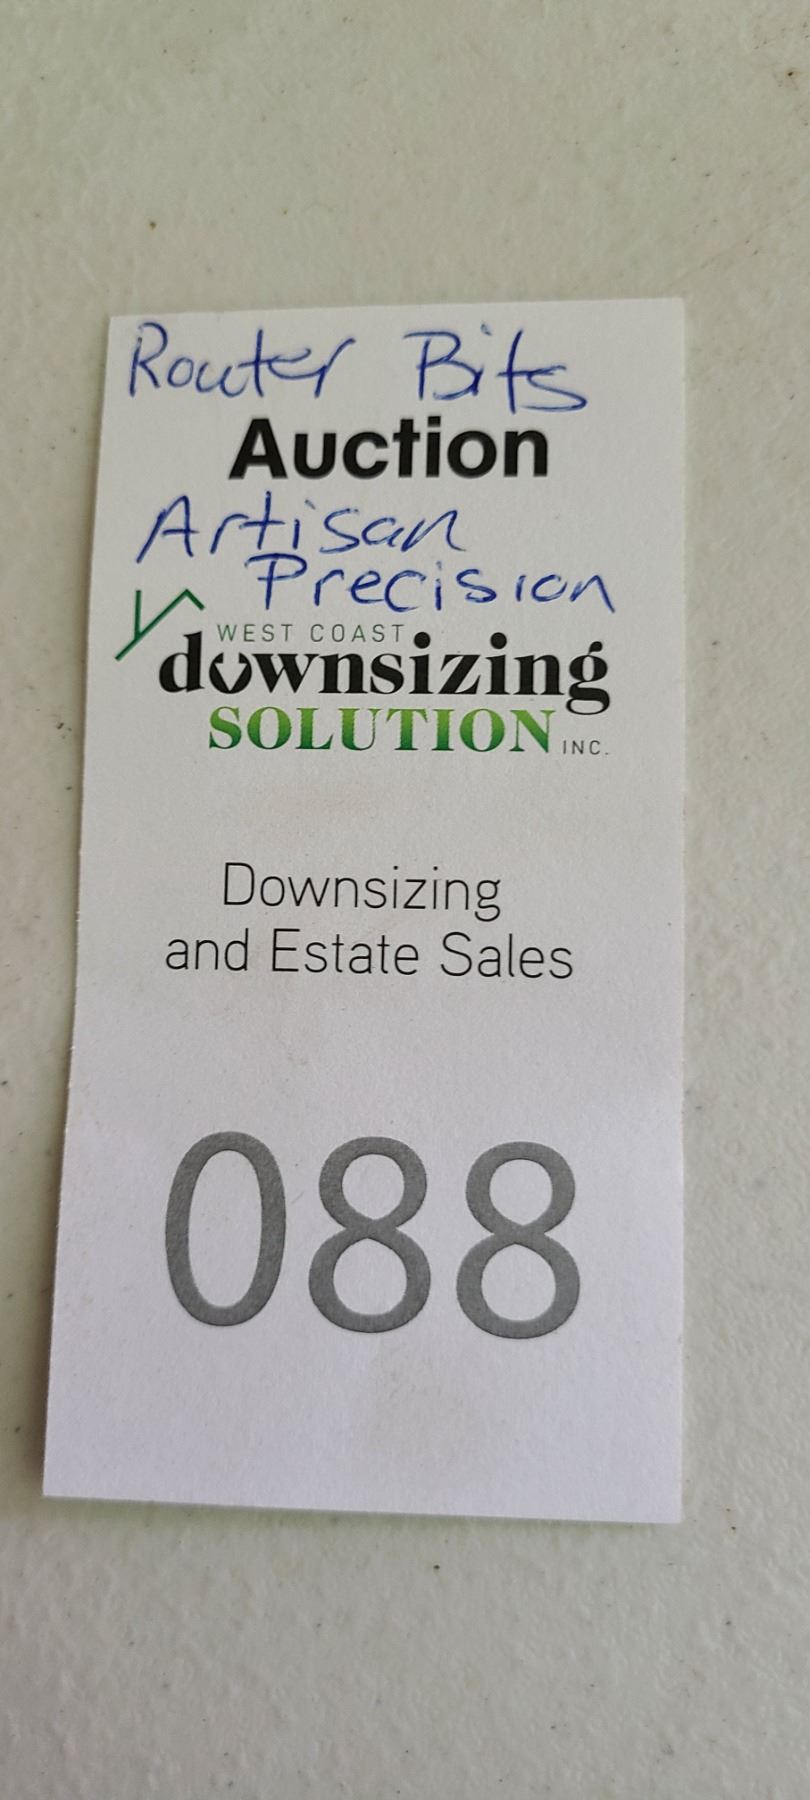 Router Bits
Auction
Artisan
Precision
WEST COAST
downsizing
SOLUTION INC.
Downsizing
and Estate Sales
088